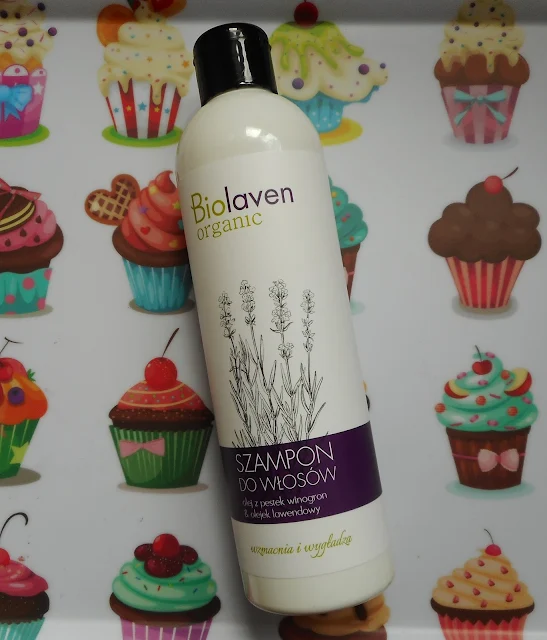 Biolaven
organic
SZAMPON
DO WŁOSÓW
olej z pestek winogron
& olejek lawendowy
wzmacnia i wygładza